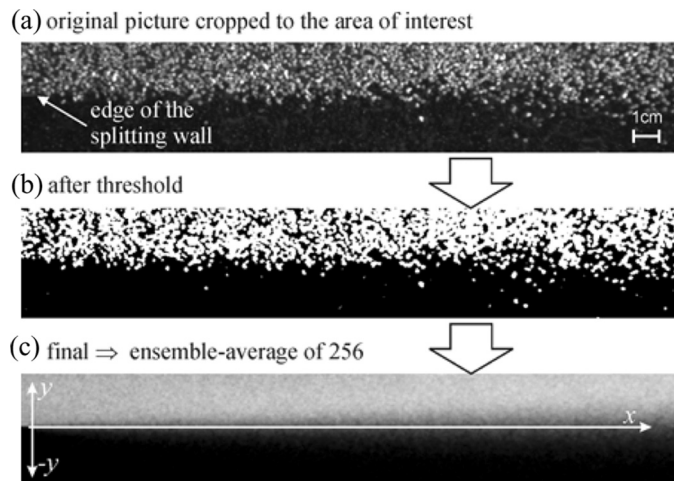 (a) original picture cropped to the area of interest
edge of the
splitting wall
1cm
(b) after threshold
(c) final ⇒ ensemble-average of 256
y
x
-y